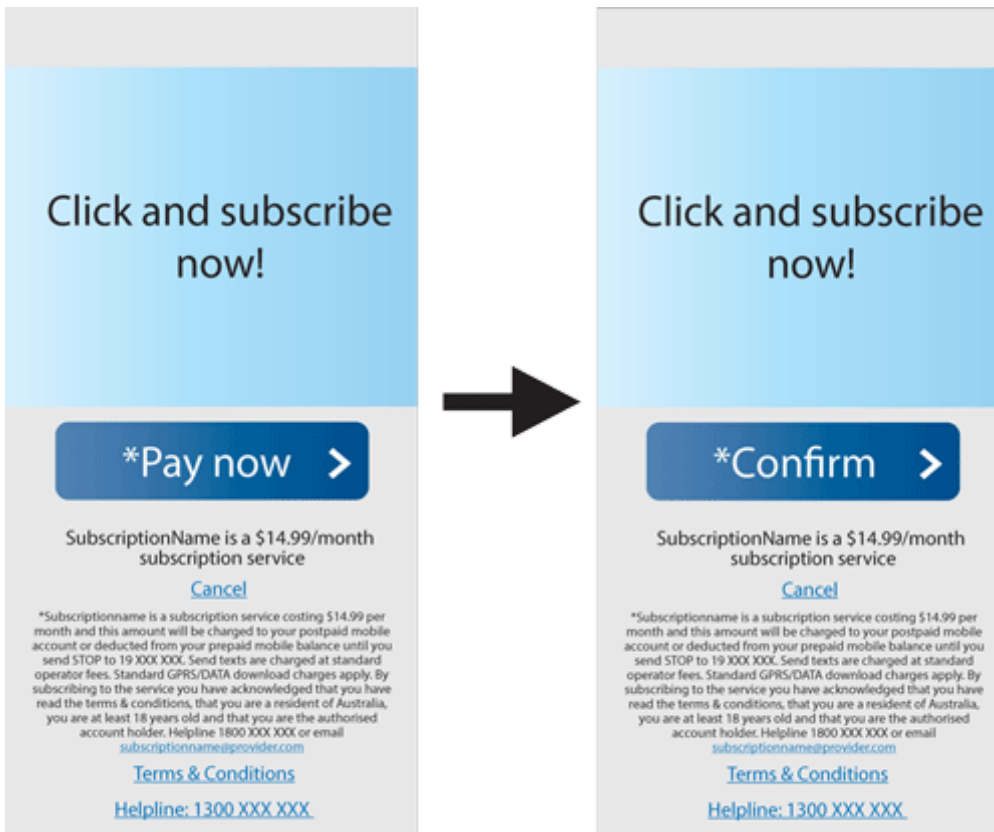 Click and subscribe
now!
*Pay now >
SubscriptionName is a $14.99/month
subscription service
Cancel
*Subscriptionname is a subscription service costing $14.99 per
month and this amount will be charged to your postpaid mobile
account or deducted from your prepaid mobile balance until you
send STOP to 19 XXX XXX. Send texts are charged at standard
operator fees. Standard GPRS/DATA download charges apply. By
subscribing to the service you have acknowledged that you have
read the terms & conditions, that you are a resident of Australia,
you are at least 18 years old and that you are the authorised
account holder. Helpline 1800 XXX XXX or email
subscriptionname@provider.com
Terms & Conditions
Helpline: 1300 XXX XXX
Click and subscribe
now!
*Confirm >
SubscriptionName is a $14.99/month
subscription service
Cancel
*Subscriptionname is a subscription service costing $14.99 per
month and this amount will be charged to your postpaid mobile
account or deducted from your prepaid mobile balance until you
send STOP to 19 XXX XXX. Send texts are charged at standard
operator fees. Standard GPRS/DATA download charges apply. By
subscribing to the service you have acknowledged that you have
read the terms & conditions, that you are a resident of Australia,
you are at least 18 years old and that you are the authorised
account holder. Helpline 1800 XXX XXX or email
subscriptionname@provider.com
Terms & Conditions
Helpline: 1300 XXX XXX